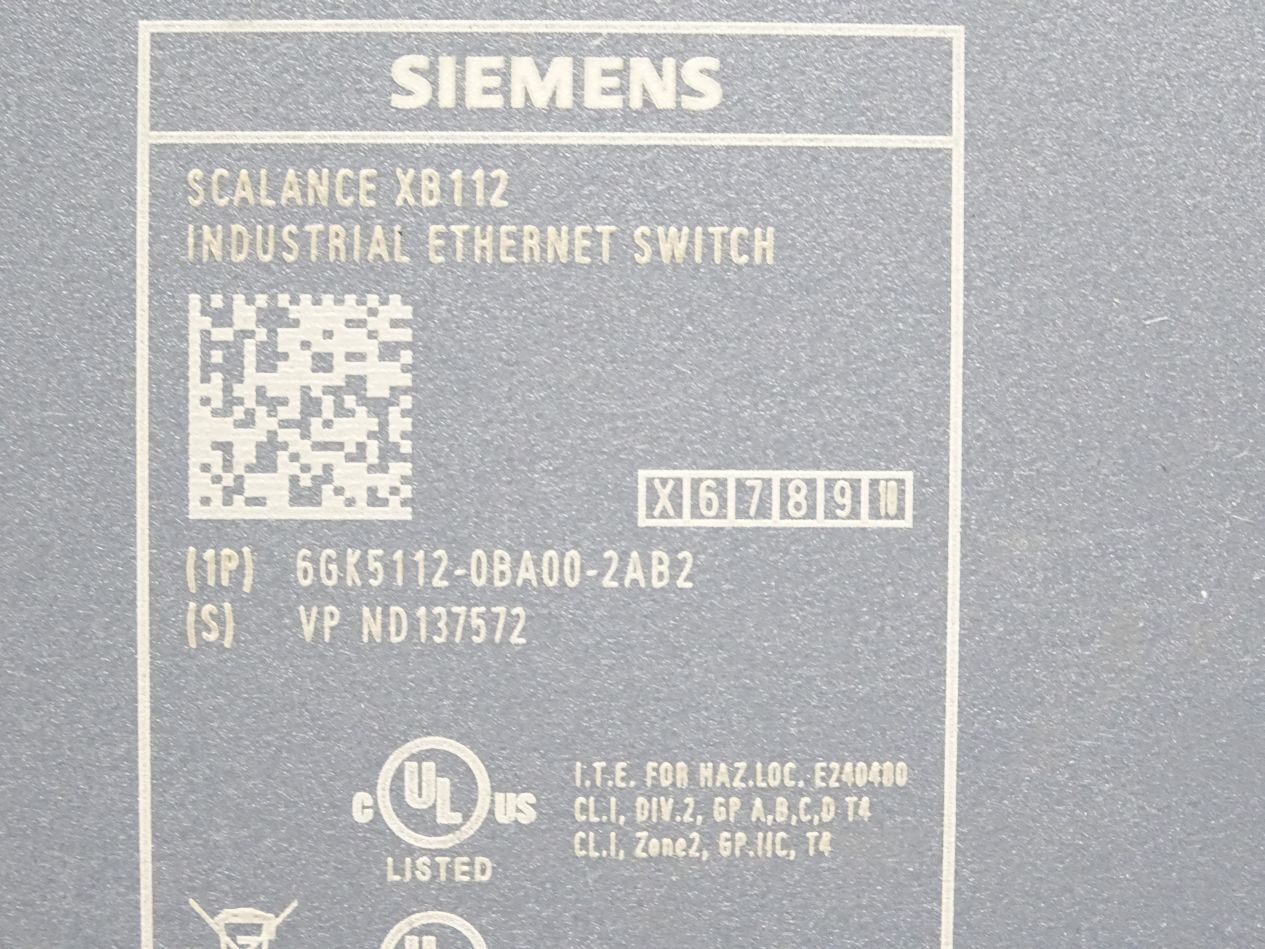 SIEMENS
SCALANCE XB112
INDUSTRIAL ETHERNET SWITCH
X 6 7 8 9 10
(1P) 6GK5112-0BA00-2AB2
(S) VP ND137572
C UL US
LISTED
I.T.E. FOR HAZ.LOC. E240480
CL.I, DIV.2, GP A,B,C,D T4
CL.I, Zone2, GP.IIC, T4